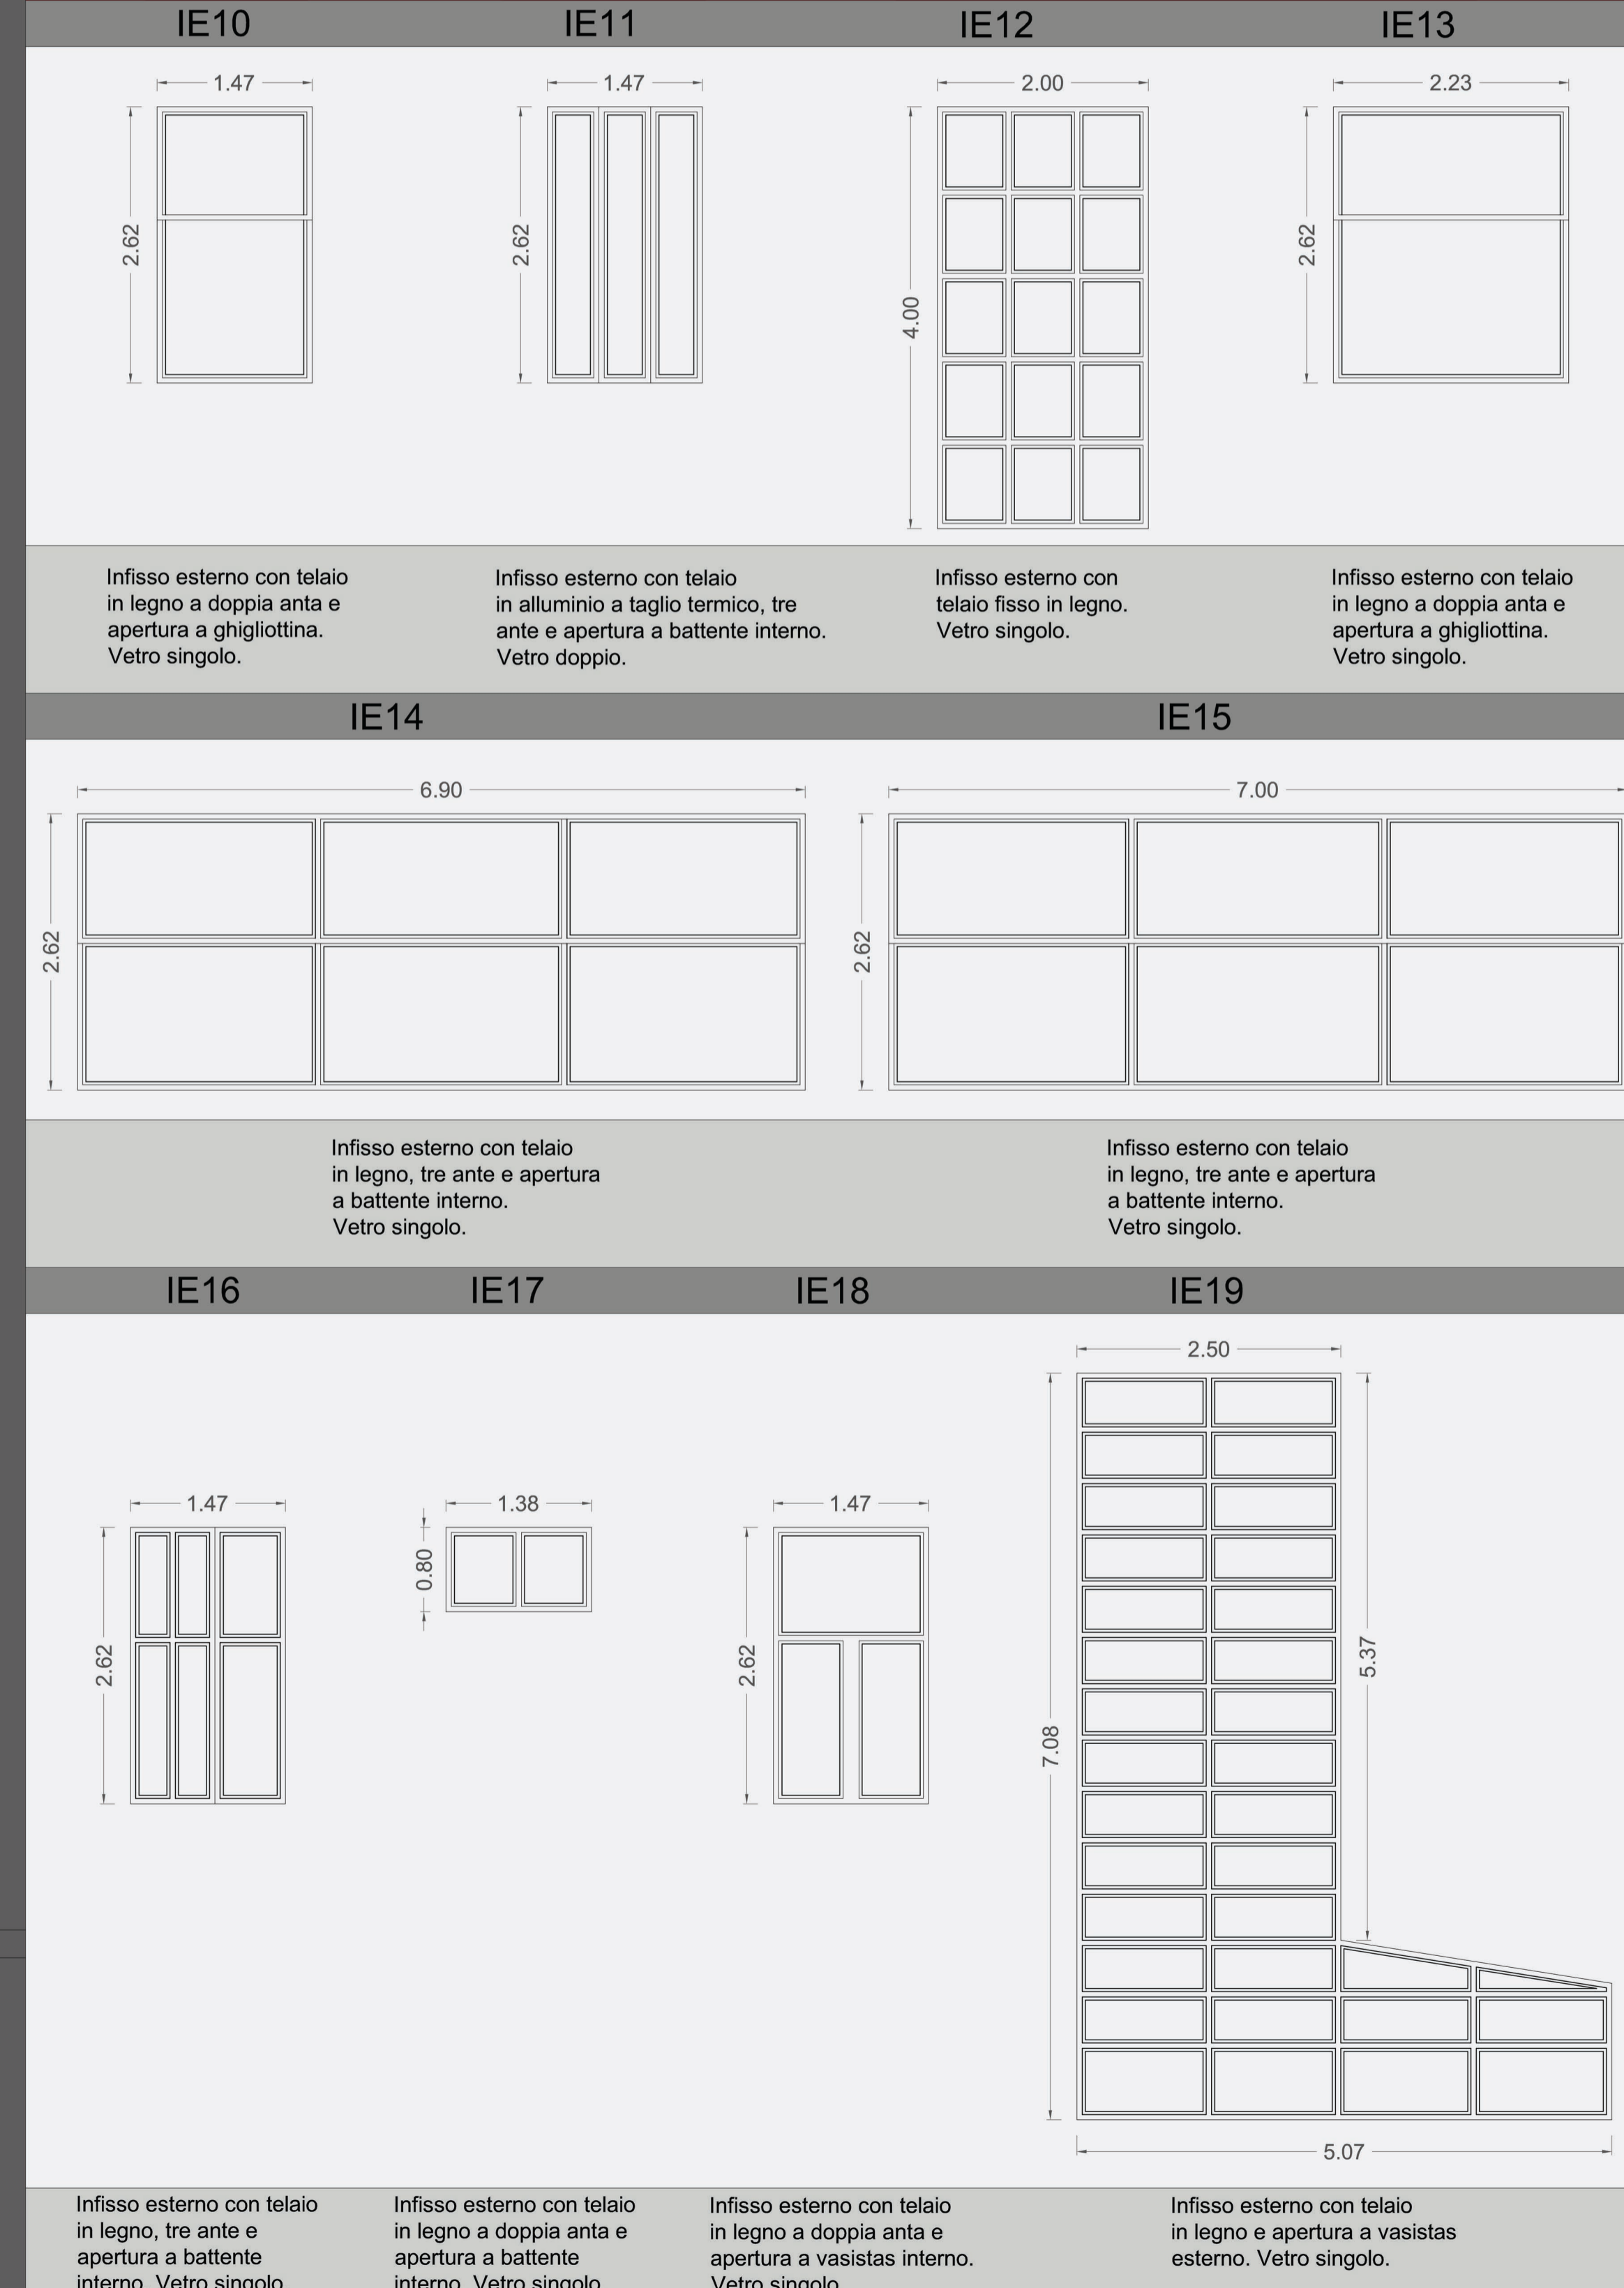 IE10
IE11
IE12
IE13
1.47
1.47
2.00
2.23
2.62
2.62
4.00
2.62
Infisso esterno con telaio
in legno a doppia anta e
apertura a ghigliottina.
Vetro singolo.
Infisso esterno con telaio
in alluminio a taglio termico, tre
ante e apertura a battente interno.
Vetro doppio.
Infisso esterno con
telaio fisso in legno.
Vetro singolo.
Infisso esterno con telaio
in legno a doppia anta e
apertura a ghigliottina.
Vetro singolo.
IE14
IE15
6.90
7.00
2.62
2.62
Infisso esterno con telaio
in legno, tre ante e apertura
a battente interno.
Vetro singolo.
Infisso esterno con telaio
in legno, tre ante e apertura
a battente interno.
Vetro singolo.
IE16
IE17
IE18
IE19
2.50
1.47
1.38
1.47
0.80
2.62
2.62
5.37
7.08
5.07
Infisso esterno con telaio
in legno, tre ante e
apertura a battente
interno. Vetro singolo
Infisso esterno con telaio
in legno a doppia anta e
apertura a battente
interno. Vetro singolo
Infisso esterno con telaio
in legno a doppia anta e
apertura a vasistas interno.
Vetro singolo
Infisso esterno con telaio
in legno e apertura a vasistas
esterno. Vetro singolo.